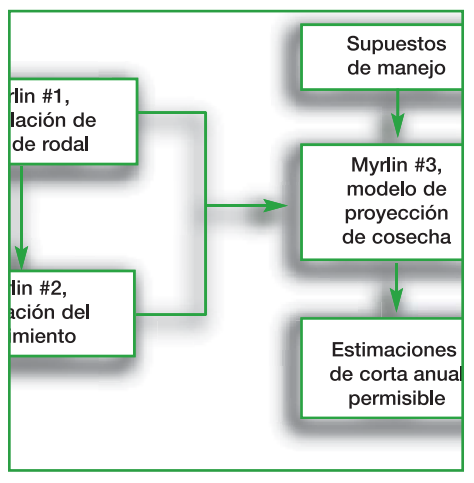 rlin #1,
lación de
de rodal
lin #2,
ación del
imiento
Supuestos
de manejo
Myrlin #3,
modelo de
proyección
de cosecha
Estimaciones
de corta anual
permisible